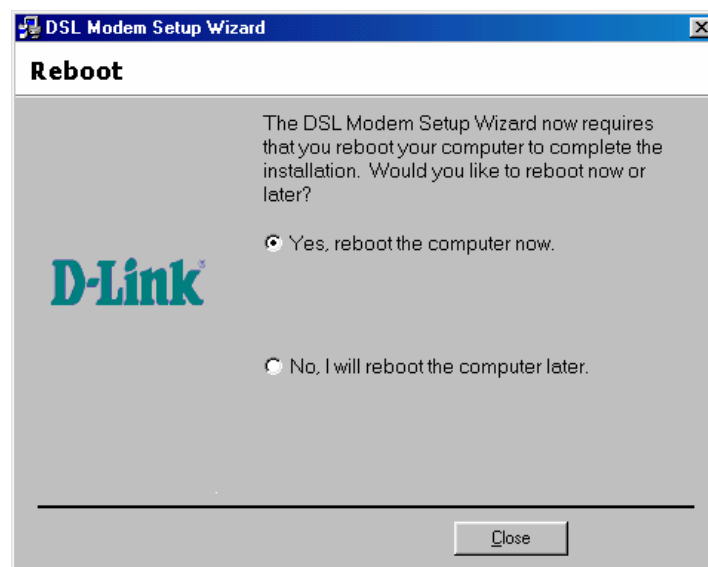 DSL Modem Setup Wizard
Reboot
The DSL Modem Setup Wizard now requires
that you reboot your computer to complete the
installation. Would you like to reboot now or
later?
Yes, reboot the computer now.
D-Link®
No, I will reboot the computer later.
Close